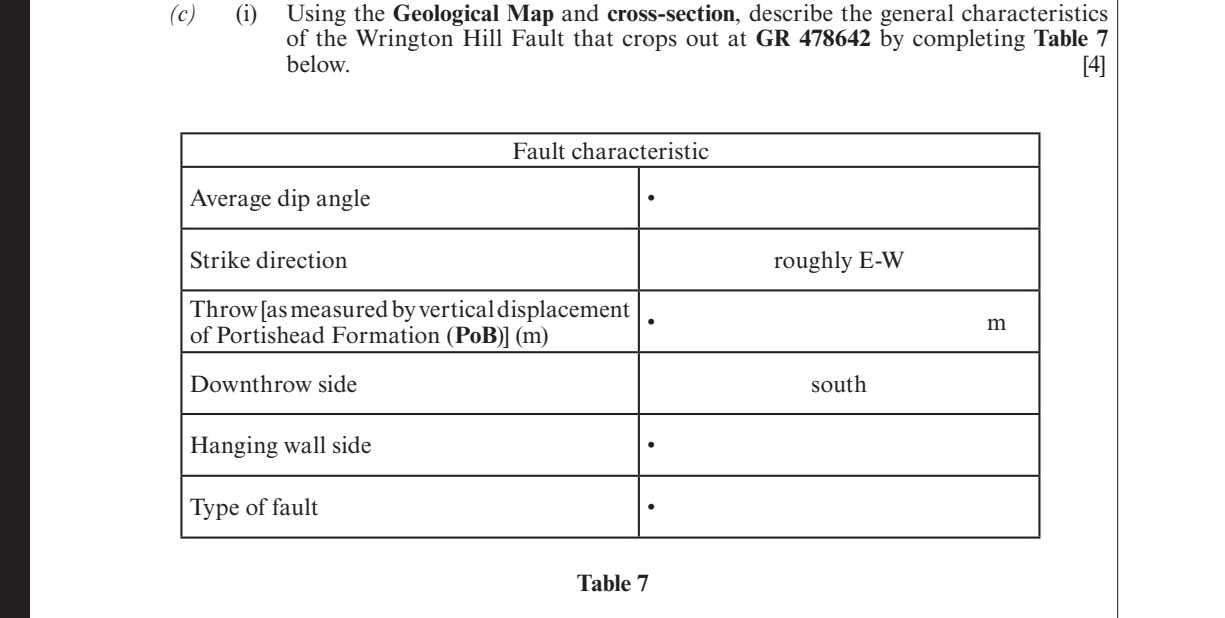 (c) (i) Using the Geological Map and cross-section, describe the general characteristics
of the Wrington Hill Fault that crops out at GR 478642 by completing Table 7
below. [4]
Fault characteristic
Average dip angle •
Strike direction roughly E-W
Throw [as measured by vertical displacement
of Portishead Formation (PoB)] (m) • m
Downthrow side south
Hanging wall side •
Type of fault •
Table 7